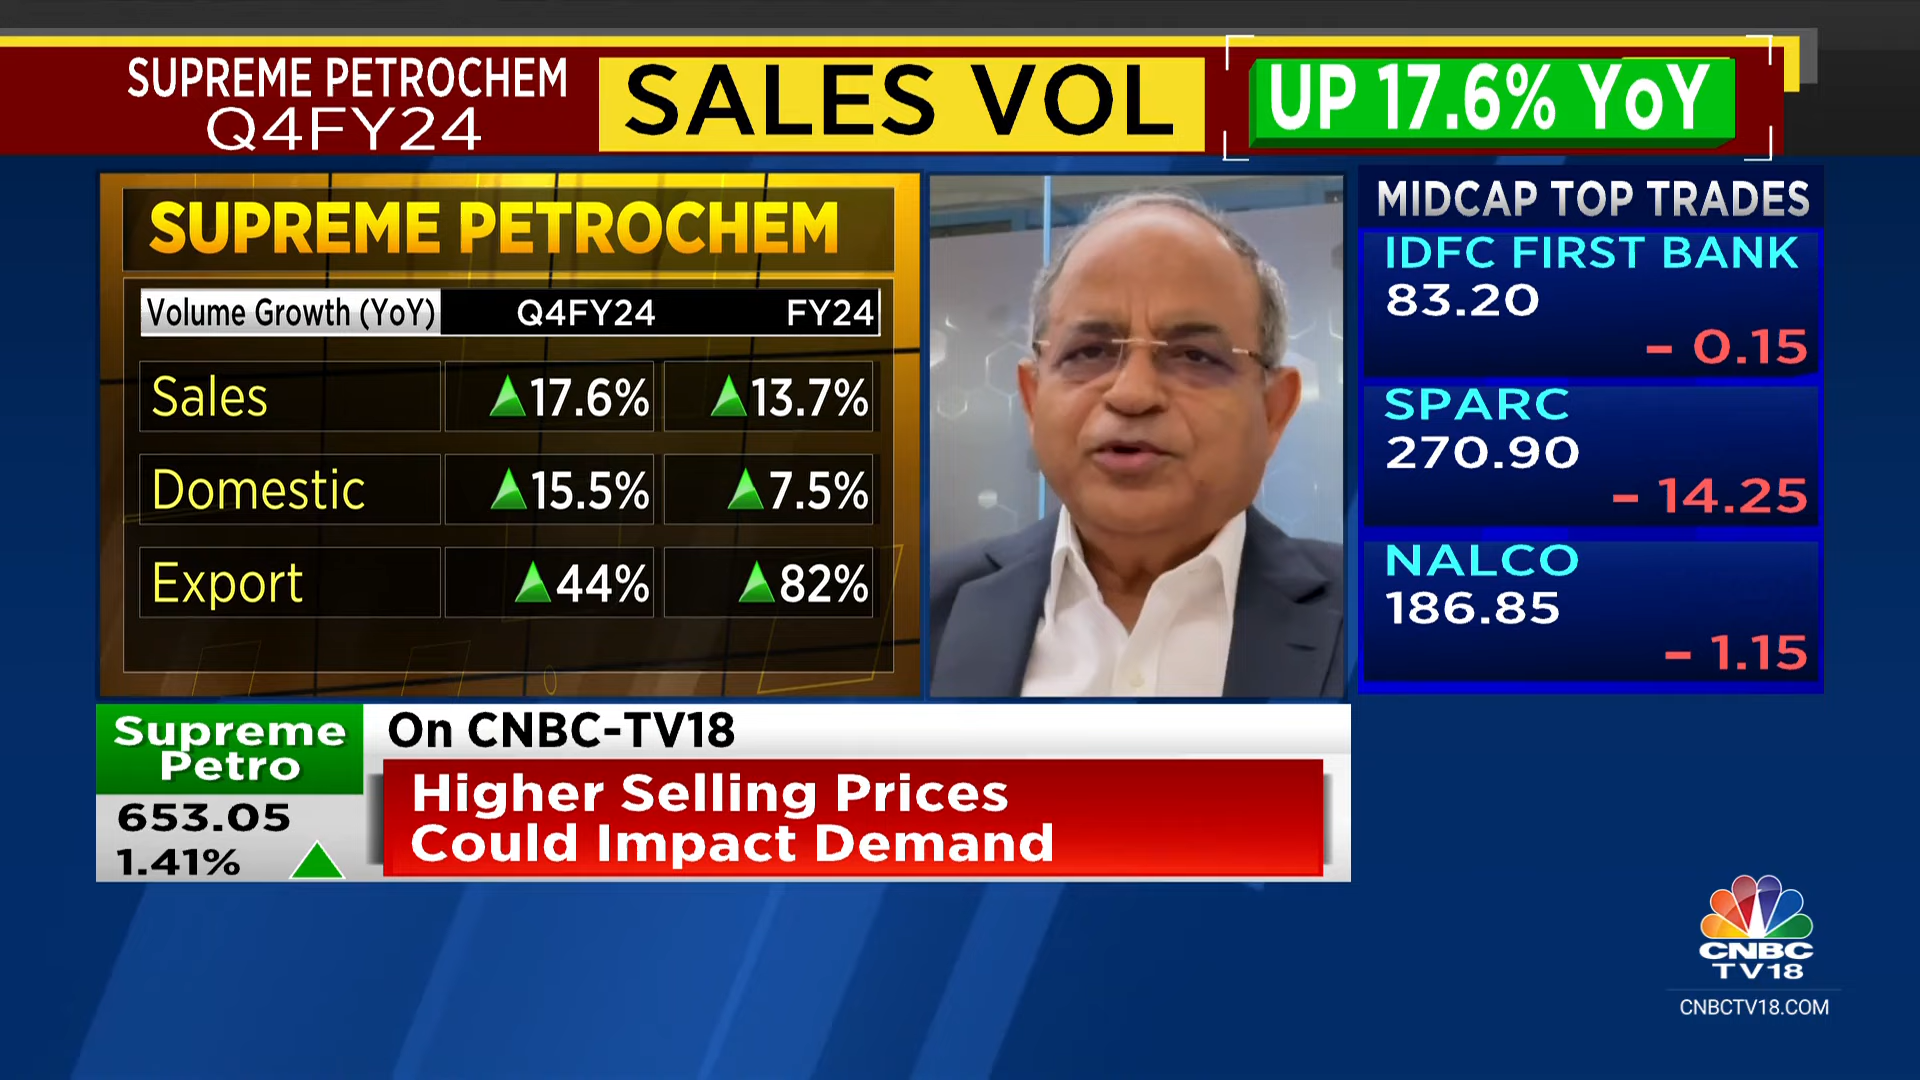 SUPREME PETROCHEM
Q4FY24
SALES VOL
UP 17.6% YoY
SUPREME PETROCHEM
Volume Growth (YoY) Q4FY24 FY24
Sales 17.6% 13.7%
Domestic 15.5% 7.5%
Export 44% 82%
MIDCAP TOP TRADES
IDFC FIRST BANK
83.20
- 0.15
SPARC
270.90
- 14.25
NALCO
186.85
- 1.15
Supreme
Petro
653.05
1.41%
On CNBC-TV18
Higher Selling Prices
Could Impact Demand
CNBC
TV18
CNBCTV18.COM